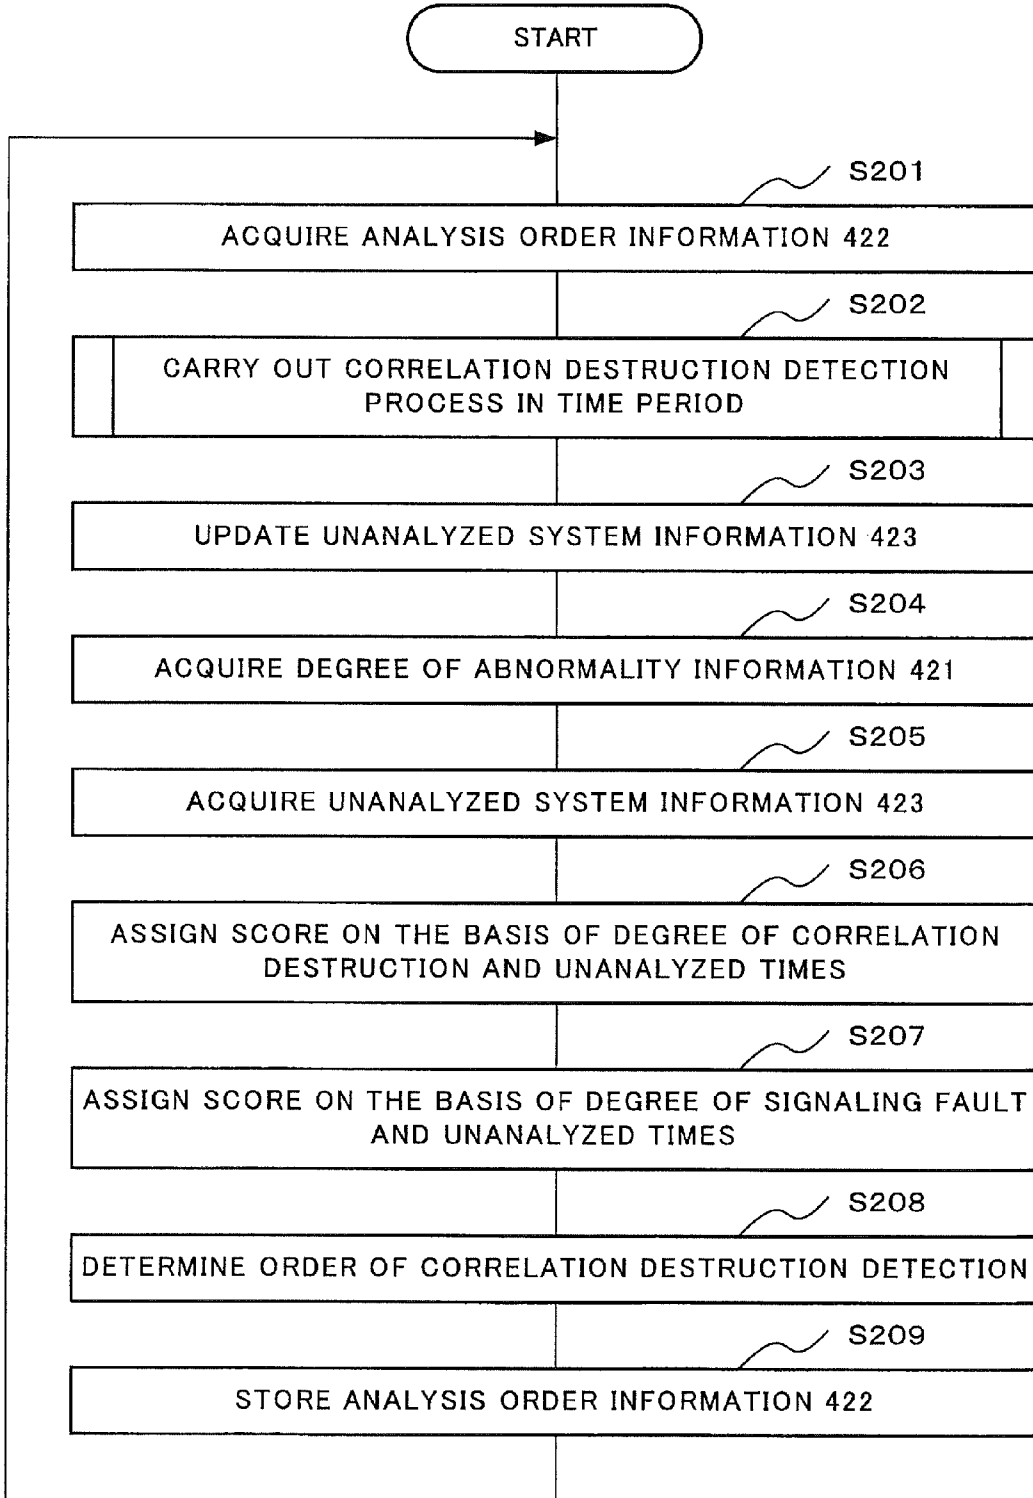 START
S201
ACQUIRE ANALYSIS ORDER INFORMATION 422
S202
CARRY OUT CORRELATION DESTRUCTION DETECTION
PROCESS IN TIME PERIOD
S203
UPDATE UNANALYZED SYSTEM INFORMATION 423
S204
ACQUIRE DEGREE OF ABNORMALITY INFORMATION 421
S205
ACQUIRE UNANALYZED SYSTEM INFORMATION 423
S206
ASSIGN SCORE ON THE BASIS OF DEGREE OF CORRELATION
DESTRUCTION AND UNANALYZED TIMES
S207
ASSIGN SCORE ON THE BASIS OF DEGREE OF SIGNALING FAULT
AND UNANALYZED TIMES
S208
DETERMINE ORDER OF CORRELATION DESTRUCTION DETECTION
S209
STORE ANALYSIS ORDER INFORMATION 422